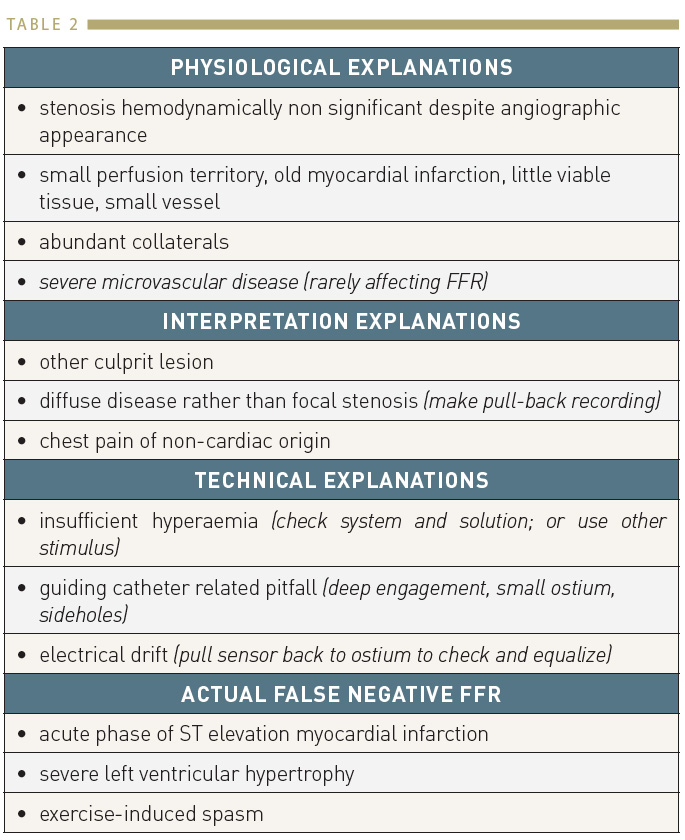 TABLE 2
PHYSIOLOGICAL EXPLANATIONS
• stenosis hemodynamically non significant despite angiographic
appearance
• small perfusion territory, old myocardial infarction, little viable
tissue, small vessel
• abundant collaterals
• severe microvascular disease (rarely affecting FFR)
INTERPRETATION EXPLANATIONS
• other culprit lesion
• diffuse disease rather than focal stenosis (make pull-back recording)
• chest pain of non-cardiac origin
TECHNICAL EXPLANATIONS
• insufficient hyperaemia (check system and solution; or use other
stimulus)
• guiding catheter related pitfall (deep engagement, small ostium,
sideholes)
• electrical drift (pull sensor back to ostium to check and equalize)
ACTUAL FALSE NEGATIVE FFR
• acute phase of ST elevation myocardial infarction
• severe left ventricular hypertrophy
• exercise-induced spasm